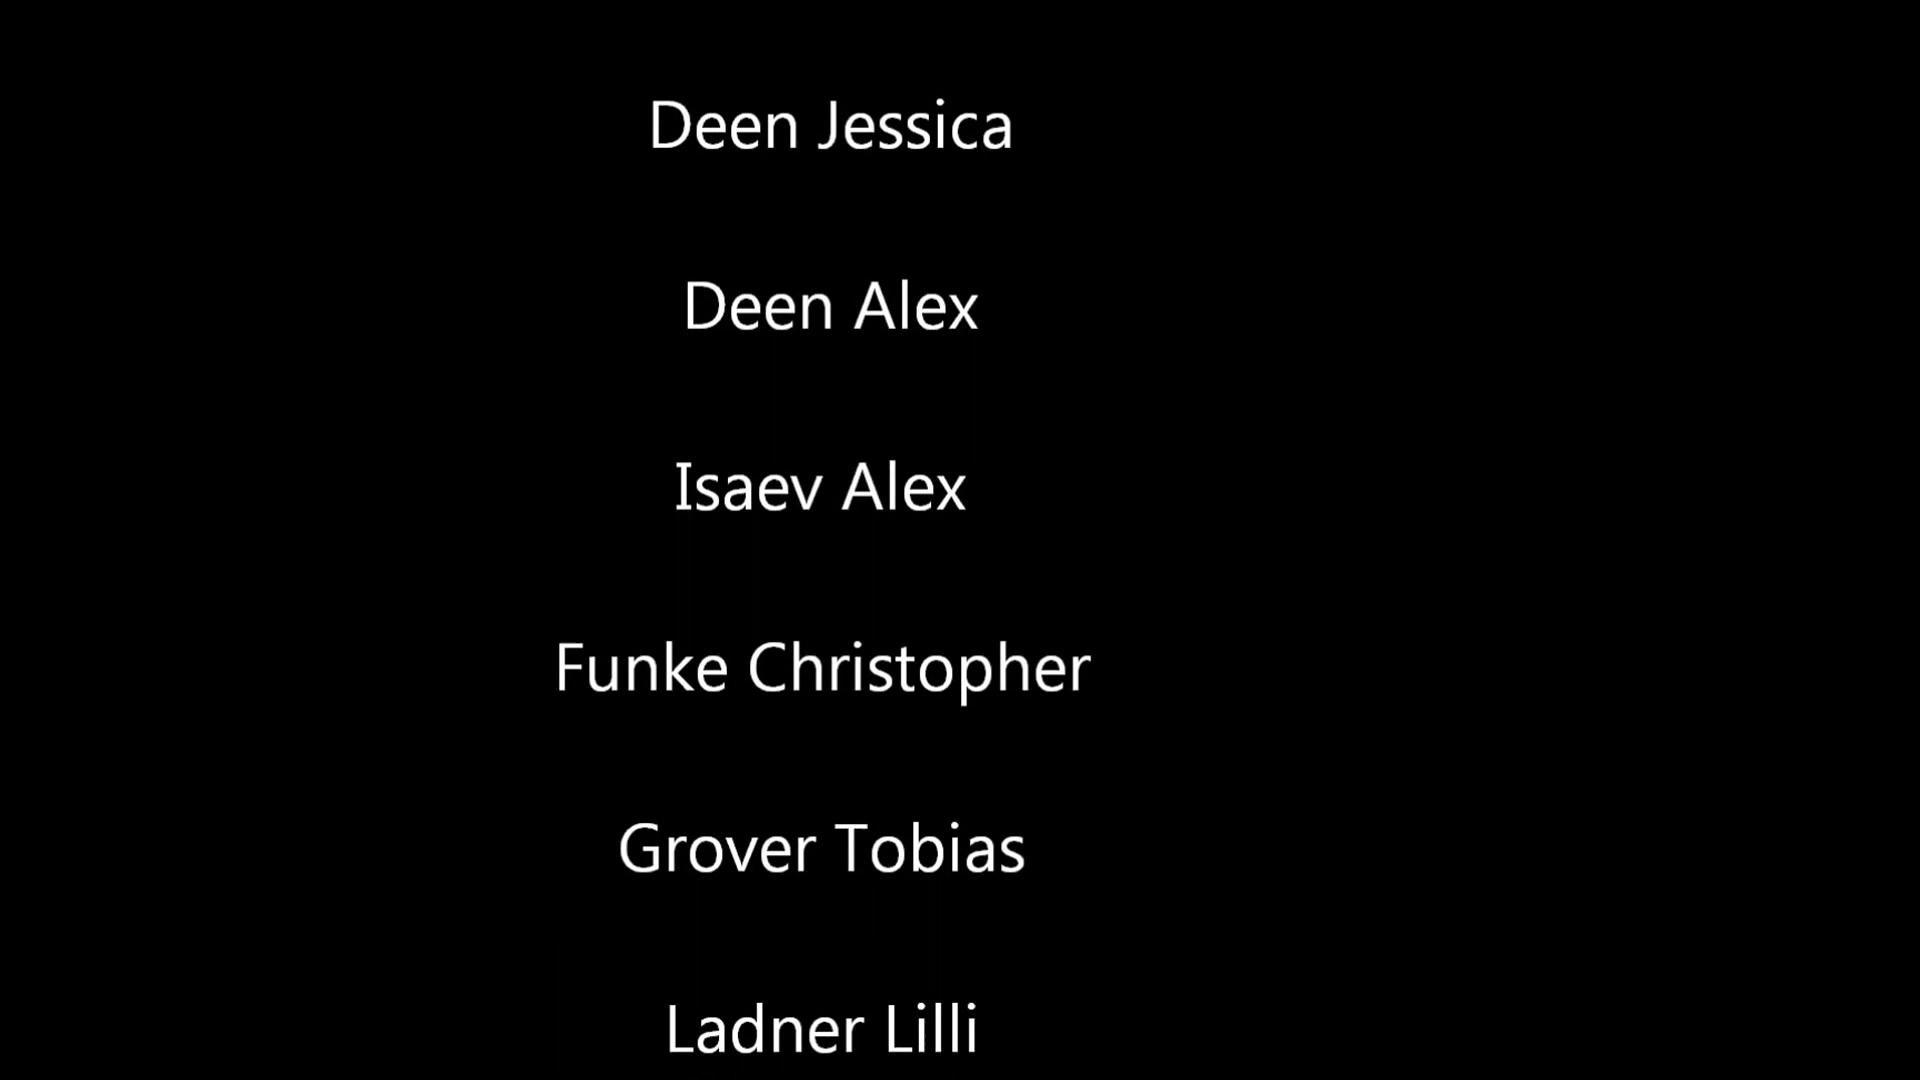 Deen Jessica
Deen Alex
Isaev Alex
Funke Christopher
Grover Tobias
Ladner Lilli